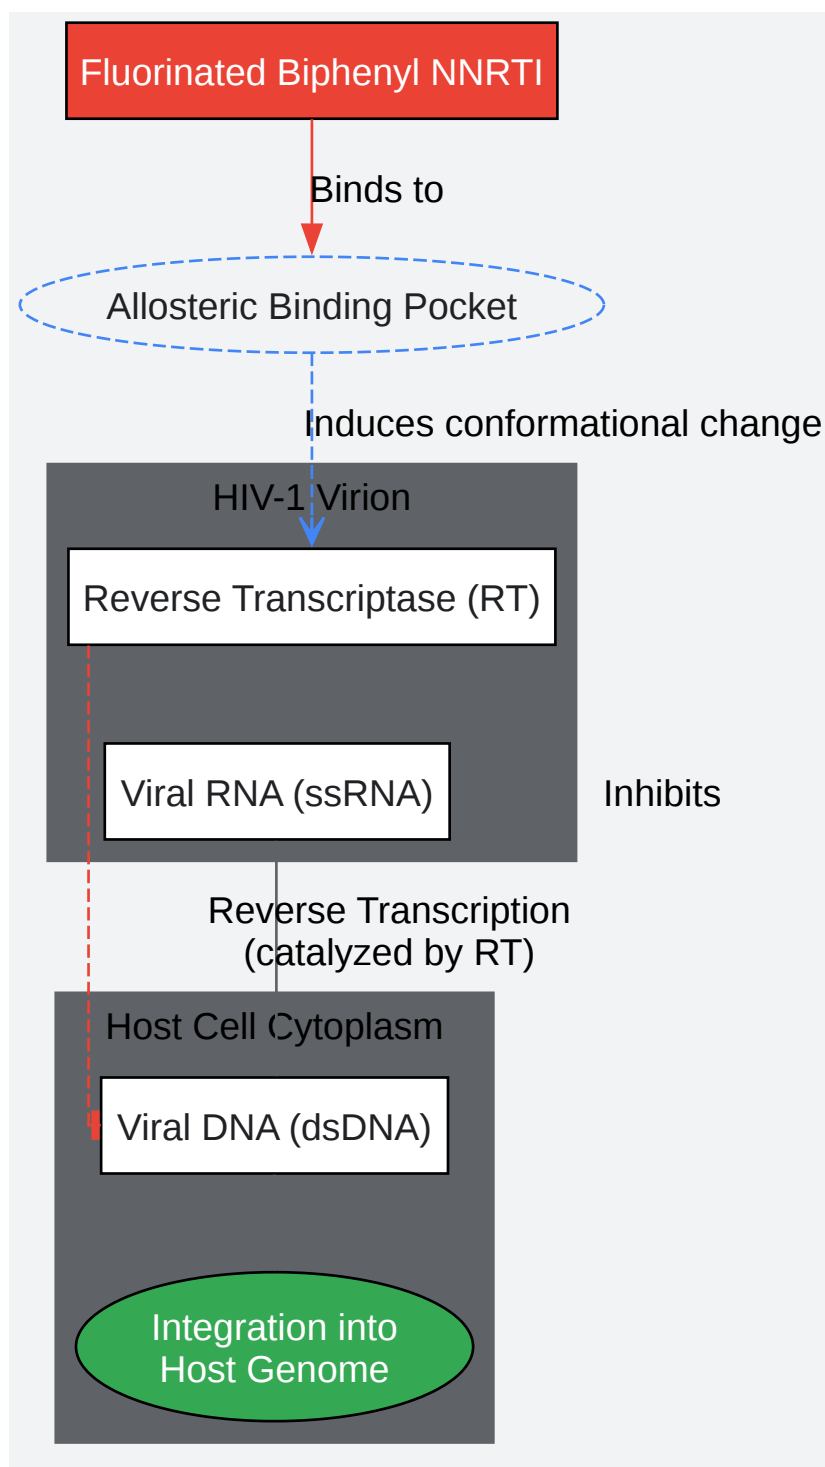 Fluorinated Biphenyl NNRTI
Binds to
Allosteric Binding Pocket
Induces conformational change
HIV-1 Virion
Reverse Transcriptase (RT)
Viral RNA (ssRNA)
Inhibits
Reverse Transcription
(catalyzed by RT)
Host Cell Cytoplasm
Viral DNA (dsDNA)
Integration into
Host Genome